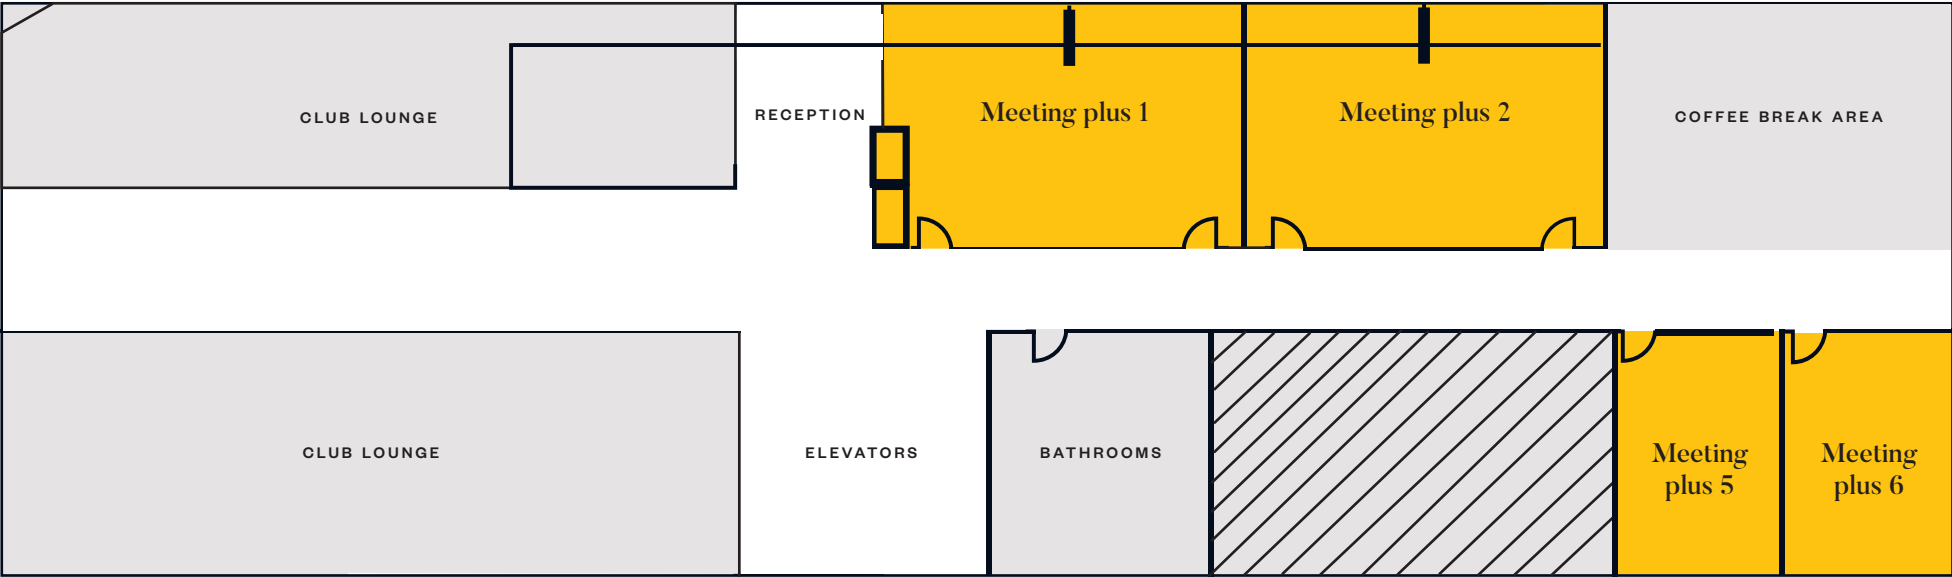 CLUB LOUNGE
RECEPTION
Meeting plus 1
Meeting plus 2
COFFEE BREAK AREA
CLUB LOUNGE
ELEVATORS
BATHROOMS
Meeting
plus 5
Meeting
plus 6